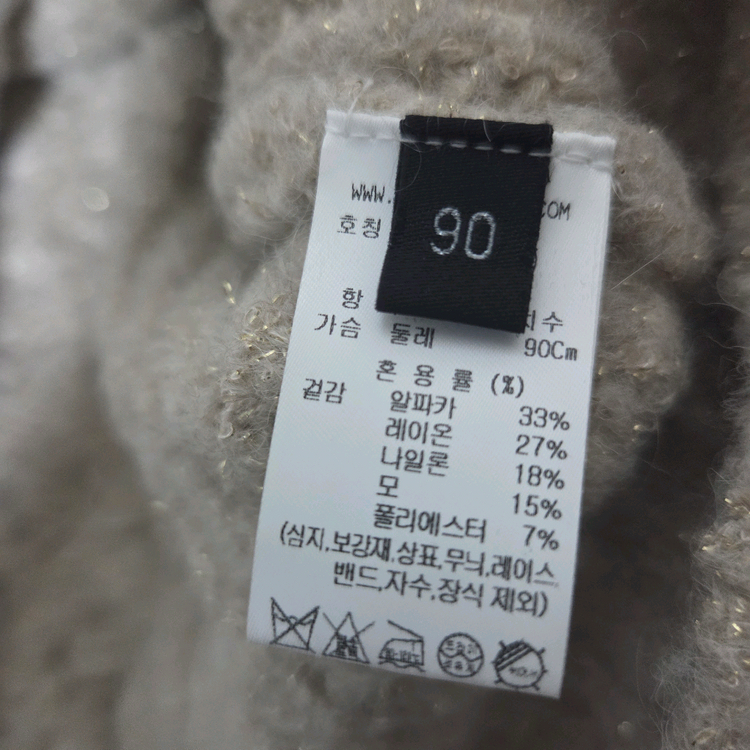 WWW. COM
호칭
90
항 치수
가슴 둘레 90Cm
혼 용 률 (%)
겉감 알파카 33%
레이온 27%
나일론 18%
모 15%
폴리에스터 7%
(심지,보강재,상표,무늬,레이스
밴드,자수,장식 제외)